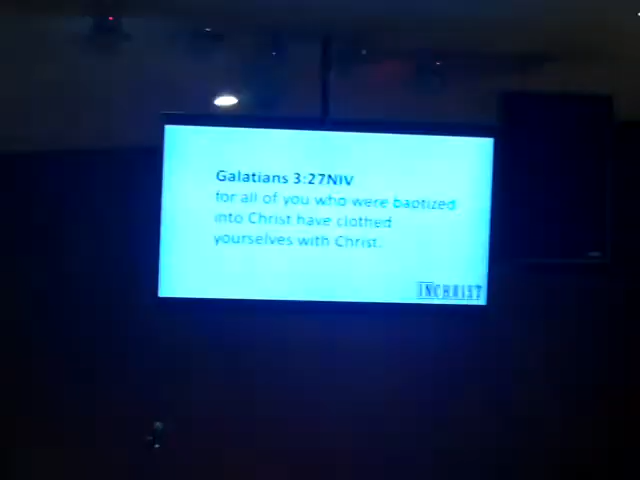 Galatians 3:27NIV
for all of you who were baptized
into Christ have clothed
yourselves with Christ.
INCHRIST